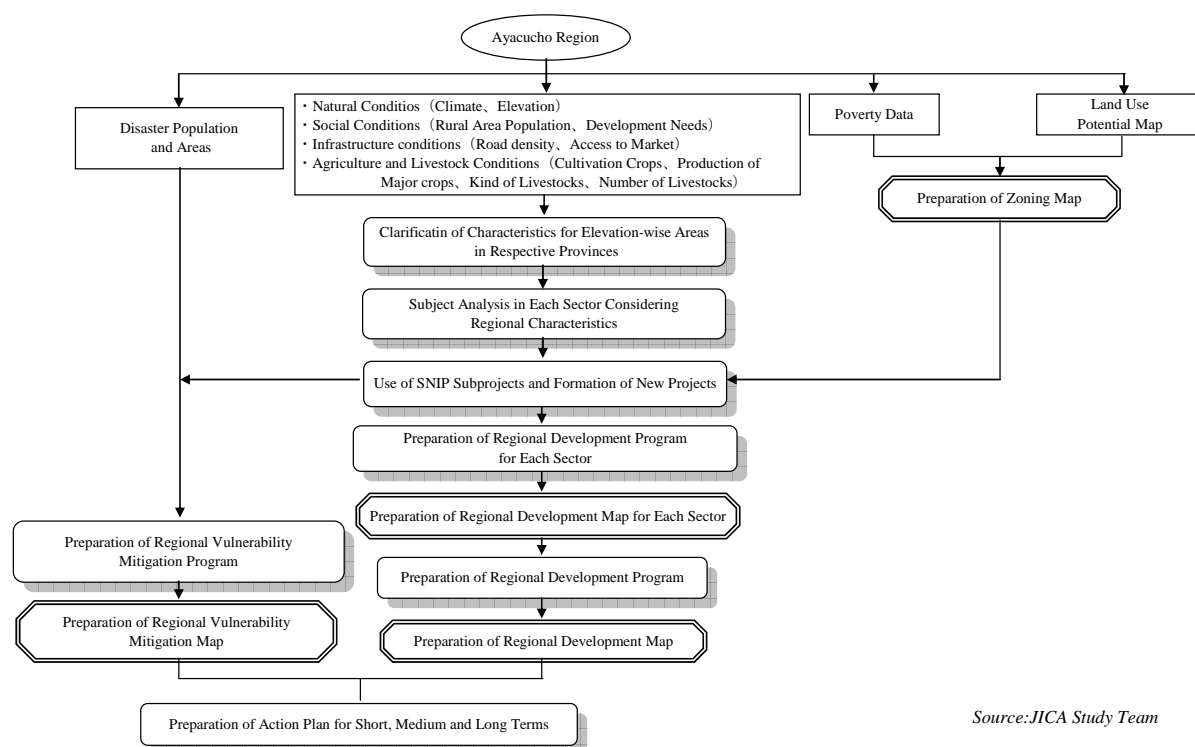 Ayacucho Region
Disaster Population
and Areas
・Natural Conditios（Climate、Elevation）
・Social Conditions（Rural Area Population、Development Needs）
・Infrastructure conditions（Road density、Access to Market）
・Agriculture and Livestock Conditions（Cultivation Crops、Production of
Major crops、Kind of Livestocks、Number of Livestocks）
Poverty Data
Land Use
Potential Map
Preparation of Zoning Map
Clarificatin of Characteristics for Elevation-wise Areas
in Respective Provinces
Subject Analysis in Each Sector Considering
Regional Characteristics
Use of SNIP Subprojects and Formation of New Projects
Preparation of Regional Development Program
for Each Sector
Preparation of Regional Development Map for Each Sector
Preparation of Regional Vulnerability
Mitigation Program
Preparation of Regional Development Program
Preparation of Regional Vulnerability
Mitigation Map
Preparation of Regional Development Map
Preparation of Action Plan for Short, Medium and Long Terms
Source:JICA Study Team